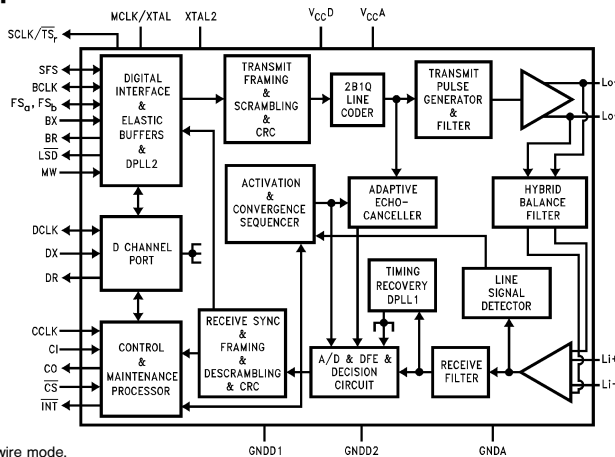 MCLK/XTAL XTAL2 VCCD VCCA
SCLK/TSr
SFS
BCLK
FSa, FSb
BX
BR
LSD
MW
DIGITAL
INTERFACE
&
ELASTIC
BUFFERS
&
DPLL2
TRANSMIT
FRAMING
&
SCRAMBLING
&
CRC
2B1Q
LINE
CODER
TRANSMIT
PULSE
GENERATOR
&
FILTER
Lo
Lo
ACTIVATION
&
CONVERGENCE
SEQUENCER
ADAPTIVE
ECHO-
CANCELLER
HYBRID
BALANCE
FILTER
DCLK
DX
DR
D CHANNEL
PORT
TIMING
RECOVERY
DPLL1
LINE
SIGNAL
DETECTOR
CCLK
CI
CO
CS
INT
CONTROL
&
MAINTENANCE
PROCESSOR
RECEIVE SYNC
&
FRAMING
&
DESCRAMBLING
& CRC
A/D & DFE &
DECISION
CIRCUIT
RECEIVE
FILTER
Li+
Li-
GNDD1 GNDD2 GNDA
wire mode.